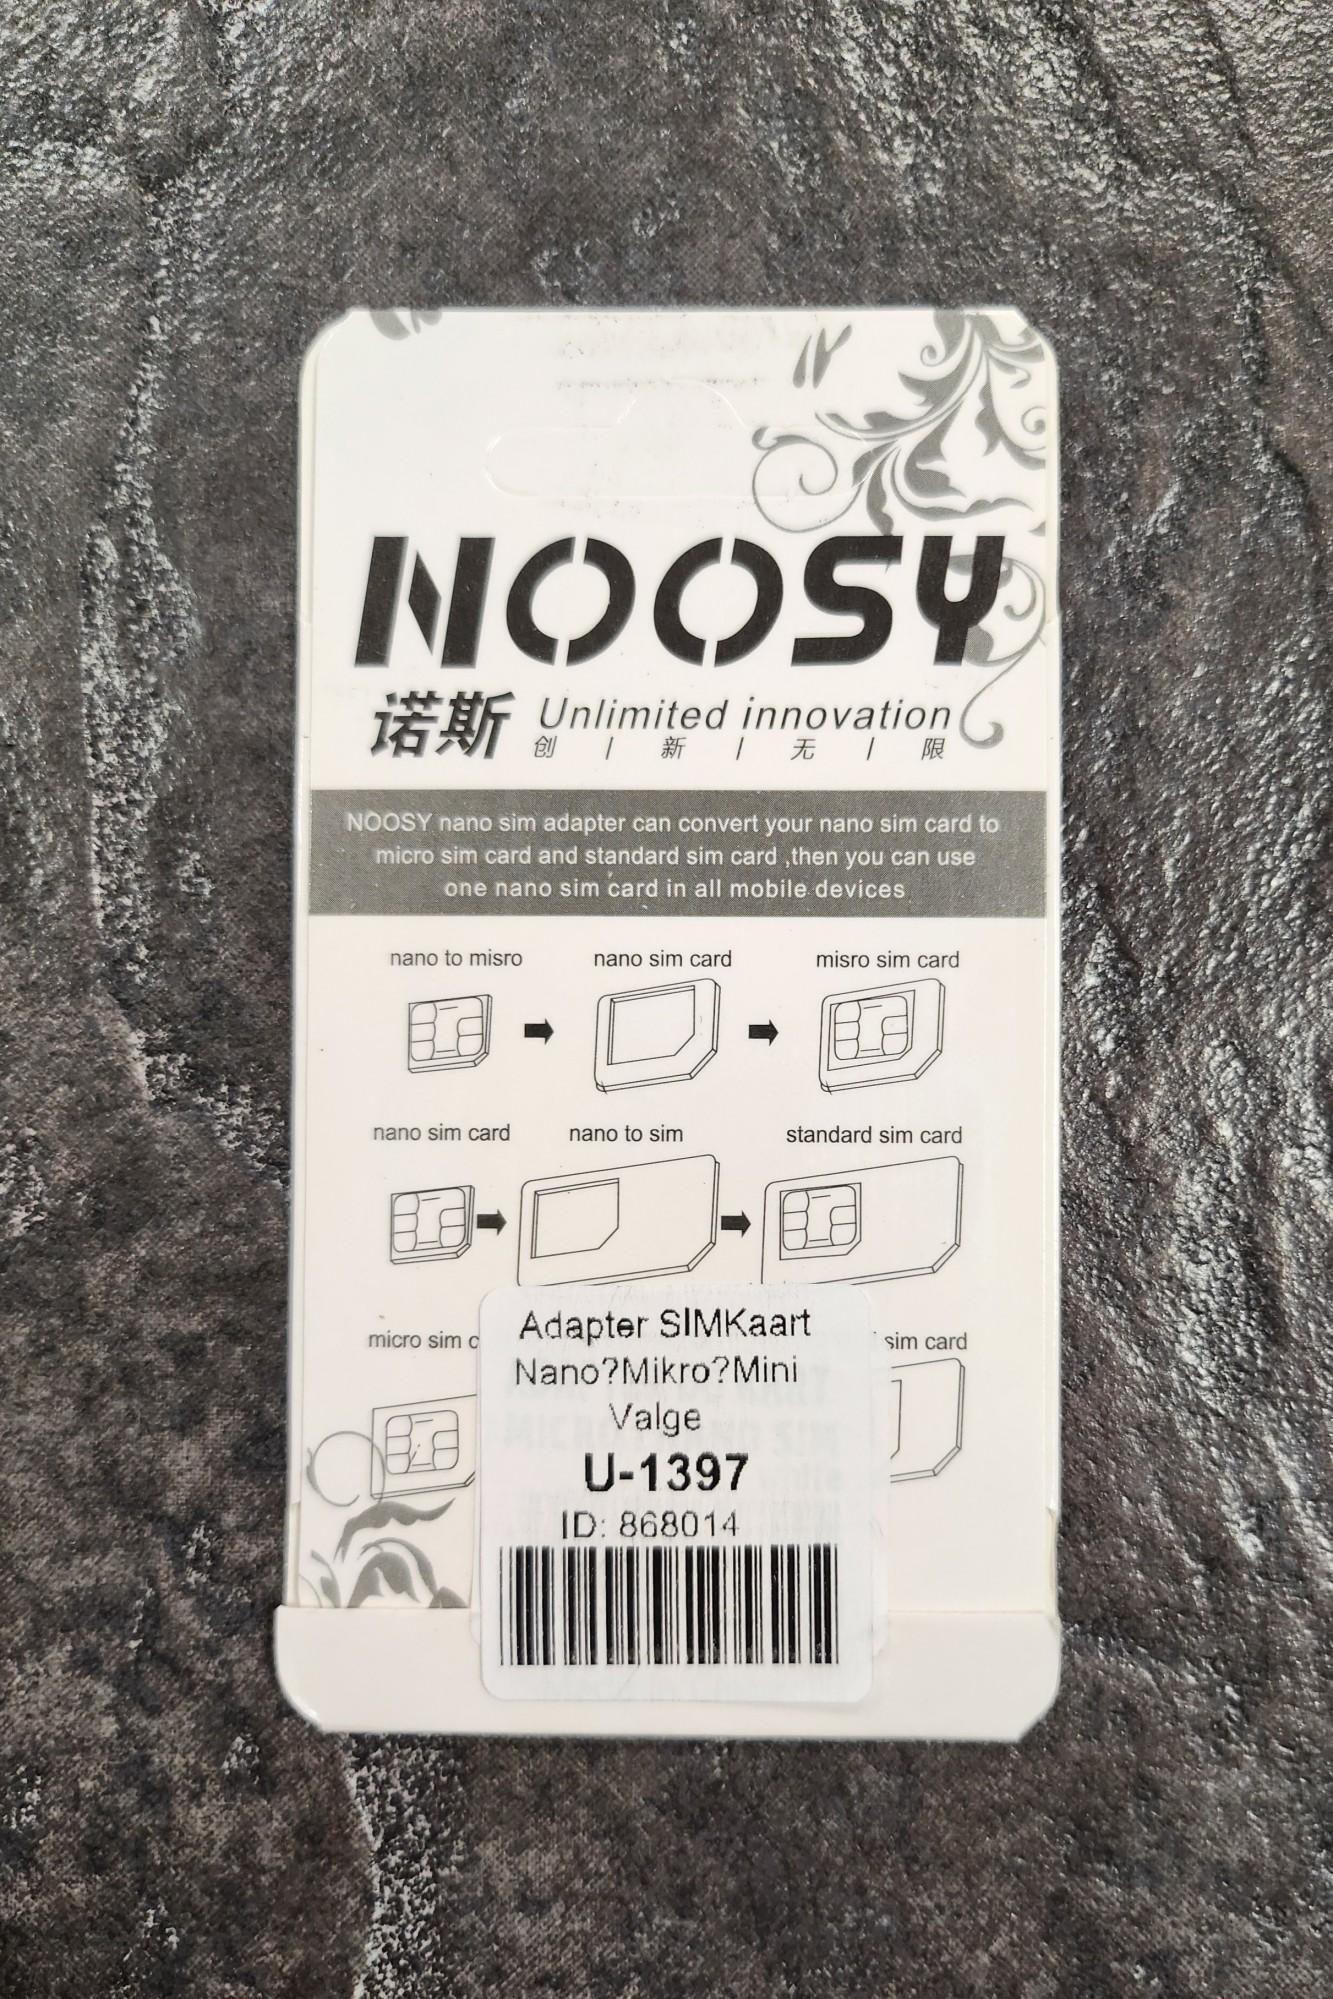 NOOSY
诺斯 Unlimited innovation
创 | 新 | 无 | 限
NOOSY nano sim adapter can convert your nano sim card to
micro sim card and standard sim card ,then you can use
one nano sim card in all mobile devices
nano to misro nano sim card misro sim card
nano sim card nano to sim standard sim card
micro sim sim card
Adapter SIMKaart
Nano?Mikro?Mini
Valge
U-1397
ID: 868014